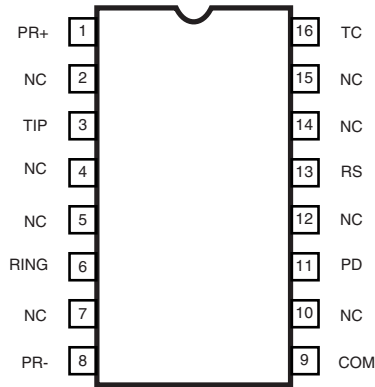 PR+ 1 16 TC
NC 2 15 NC
TIP 3 14 NC
NC 4 13 RS
NC 5 12 NC
RING 6 11 PD
NC 7 10 NC
PR- 8 9 COM